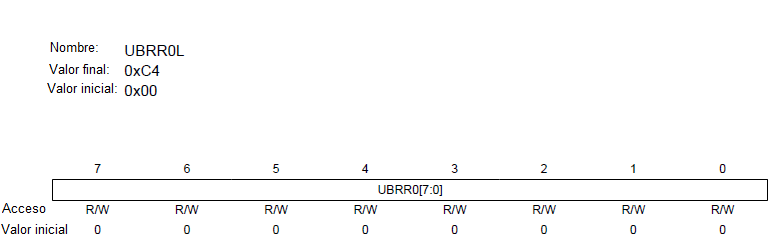 Nombre: UBRR0L
Valor final: 0xC4
Valor inicial: 0x00
7 6 5 4 3 2 1 0
UBRR0[7:0]
Acceso R/W R/W R/W R/W R/W R/W R/W R/W
Valor inicial 0 0 0 0 0 0 0 0